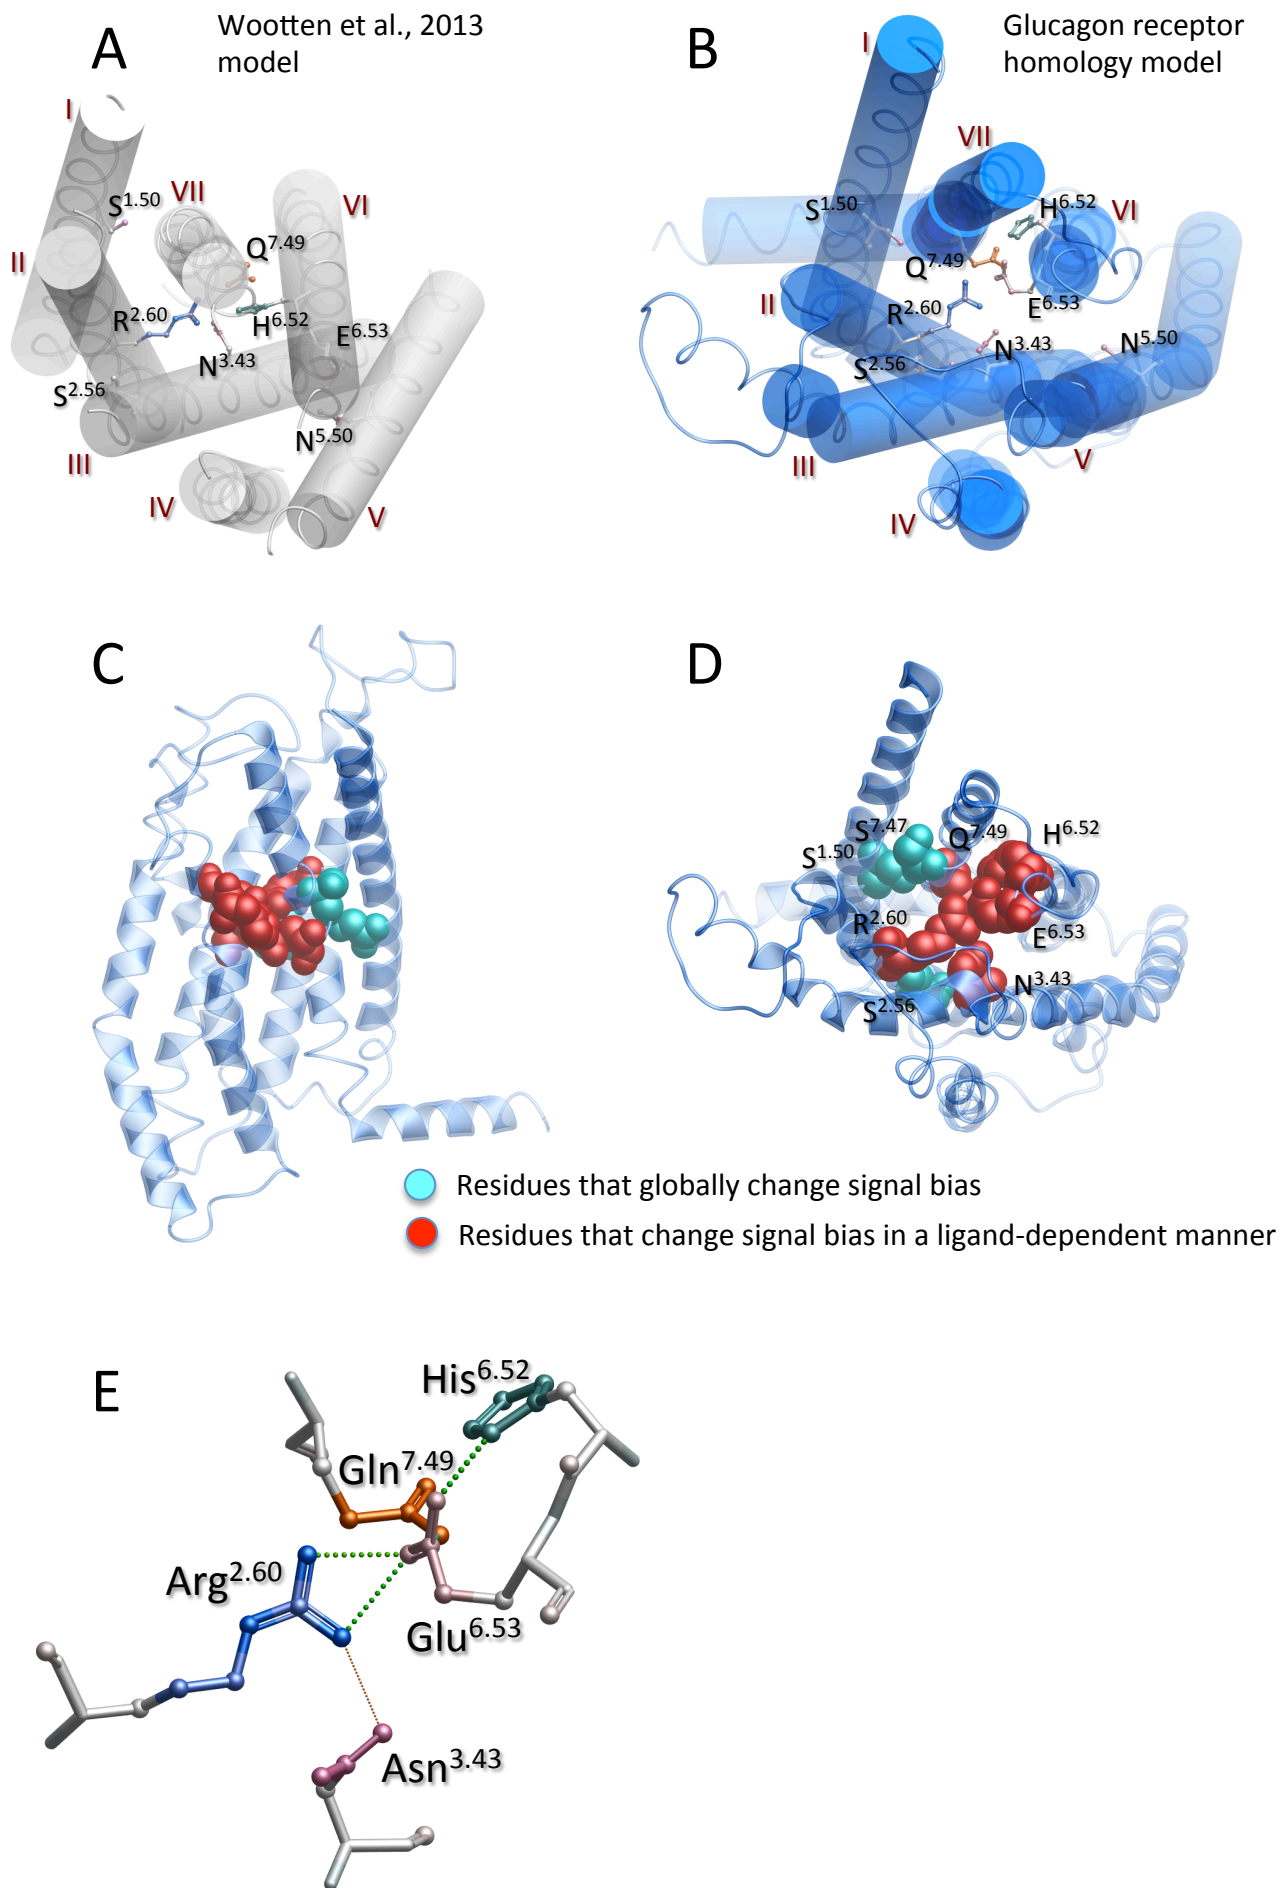 A
Wootten et al., 2013
model
I
S1.50
VII
VI
II
Q7.49
R2.60
H6.52
E6.53
N3.43
S2.56
N5.50
III
IV
V
B
Glucagon receptor
homology model
I
VII
S1.50
H6.52
VI
Q7.49
II
R2.60
E6.53
N3.43
N5.50
S2.56
III
V
IV
C
D
S7.47
Q7.49
H6.52
S1.50
R2.60
E6.53
N3.43
S2.56
Residues that globally change signal bias
Residues that change signal bias in a ligand-dependent manner
E
His6.52
Gln7.49
Arg2.60
Glu6.53
Asn3.43